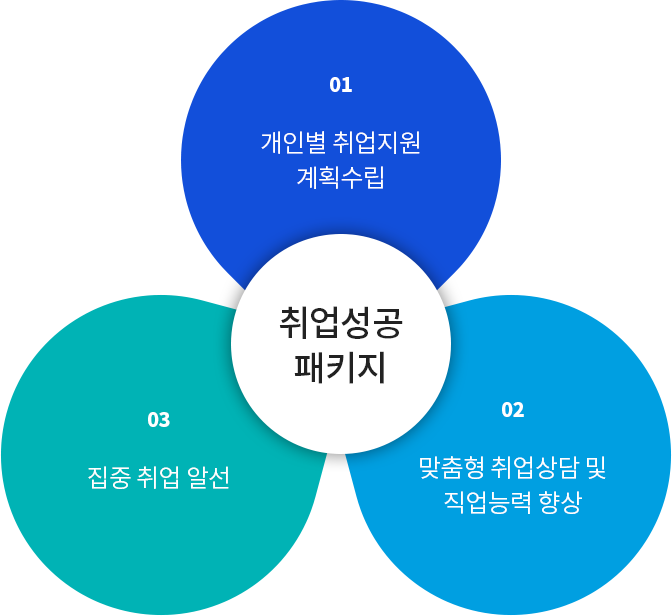 01
개인별 취업지원
계획수립
취업성공
패키지
02
맞춤형 취업상담 및
직업능력 향상
03
집중 취업 알선